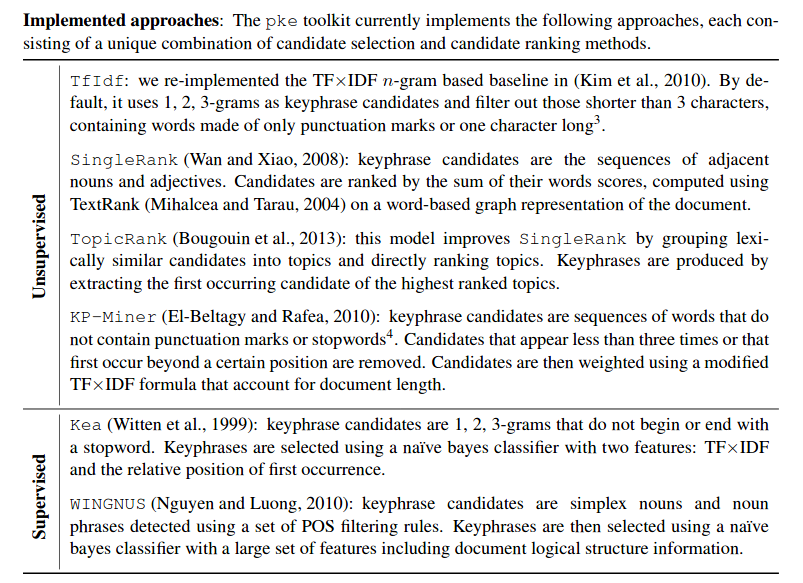 Implemented approaches: The pke toolkit currently implements the following approaches, each con-
sisting of a unique combination of candidate selection and candidate ranking methods.
Unsupervised
TfIdf: we re-implemented the TF×IDF n-gram based baseline in (Kim et al., 2010). By de-
fault, it uses 1, 2, 3-grams as keyphrase candidates and filter out those shorter than 3 characters,
containing words made of only punctuation marks or one character long³.
SingleRank (Wan and Xiao, 2008): keyphrase candidates are the sequences of adjacent
nouns and adjectives. Candidates are ranked by the sum of their words scores, computed using
TextRank (Mihalcea and Tarau, 2004) on a word-based graph representation of the document.
TopicRank (Bougouin et al., 2013): this model improves SingleRank by grouping lexi-
cally similar candidates into topics and directly ranking topics. Keyphrases are produced by
extracting the first occurring candidate of the highest ranked topics.
KP-Miner (El-Beltagy and Rafea, 2010): keyphrase candidates are sequences of words that do
not contain punctuation marks or stopwords⁴. Candidates that appear less than three times or that
first occur beyond a certain position are removed. Candidates are then weighted using a modified
TF×IDF formula that account for document length.
Supervised
Kea (Witten et al., 1999): keyphrase candidates are 1, 2, 3-grams that do not begin or end with
a stopword. Keyphrases are selected using a naïve bayes classifier with two features: TF×IDF
and the relative position of first occurrence.
WINGNUS (Nguyen and Luong, 2010): keyphrase candidates are simplex nouns and noun
phrases detected using a set of POS filtering rules. Keyphrases are then selected using a naïve
bayes classifier with a large set of features including document logical structure information.